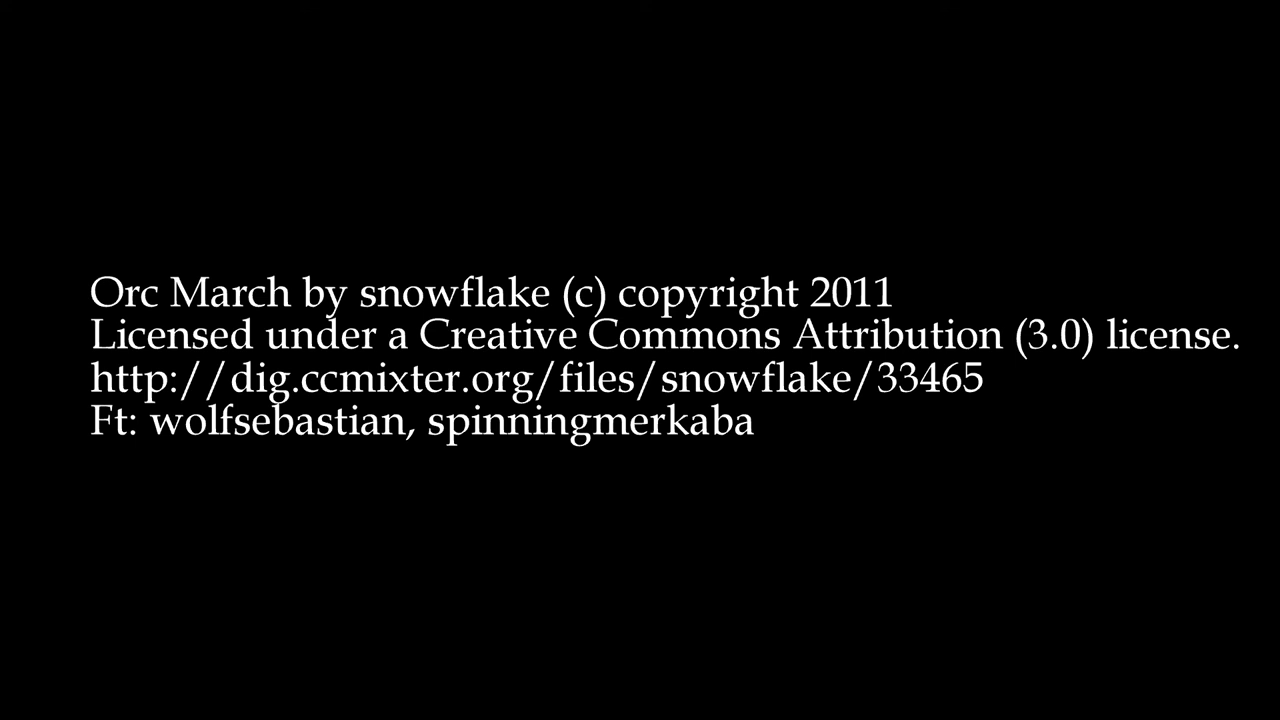 Orc March by snowflake (c) copyright 2011
Licensed under a Creative Commons Attribution (3.0) license.
http://dig.ccmixter.org/files/snowflake/33465
Ft: wolfsebastian, spinningmerkaba